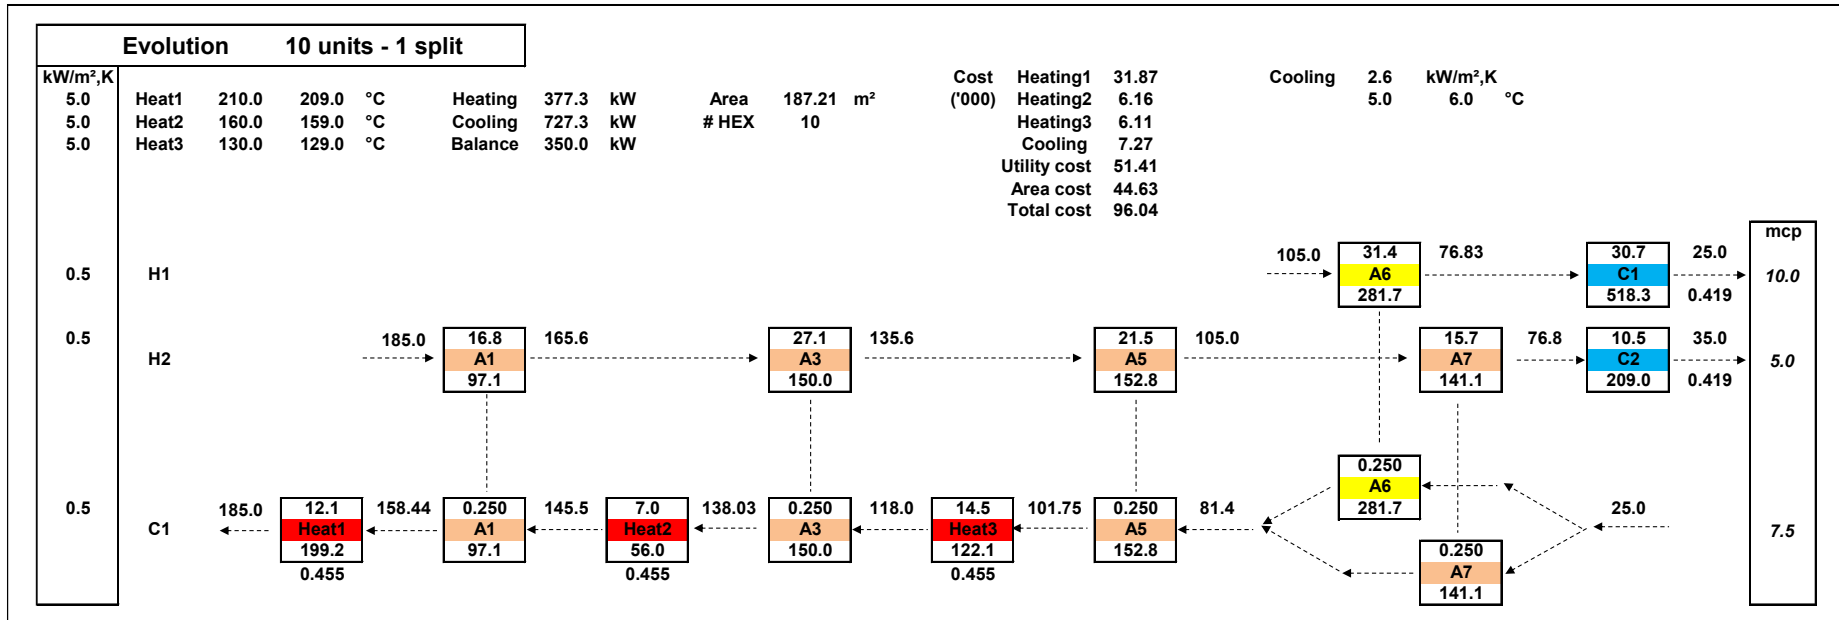 Evolution 10 units - 1 split
kW/m²,K Cost Heating1 31.87 Cooling 2.6 kW/m²,K
5.0 Heat1 210.0 209.0 °C Heating 377.3 kW Area 187.21 m² ('000) Heating2 6.16 5.0 6.0 °C
5.0 Heat2 160.0 159.0 °C Cooling 727.3 kW # HEX 10 Heating3 6.11
5.0 Heat3 130.0 129.0 °C Balance 350.0 kW Cooling 7.27
Utility cost 51.41
Area cost 44.63
Total cost 96.04
mcp
105.0 31.4 76.83 30.7 25.0
0.5 H1 A6 C1 10.0
281.7 518.3 0.419
0.5 185.0 16.8 165.6 27.1 135.6 21.5 105.0 15.7 76.8 10.5 35.0
H2 A1 A3 A5 A7 C2 5.0
97.1 150.0 152.8 141.1 209.0 0.419
0.250
A6
281.7
0.5 185.0 12.1 158.44 0.250 145.5 7.0 138.03 0.250 118.0 14.5 101.75 0.250 81.4 25.0
C1 Heat1 A1 Heat2 A3 Heat3 A5 7.5
199.2 97.1 56.0 150.0 122.1 152.8
0.455 0.455 0.455
0.250
A7
141.1